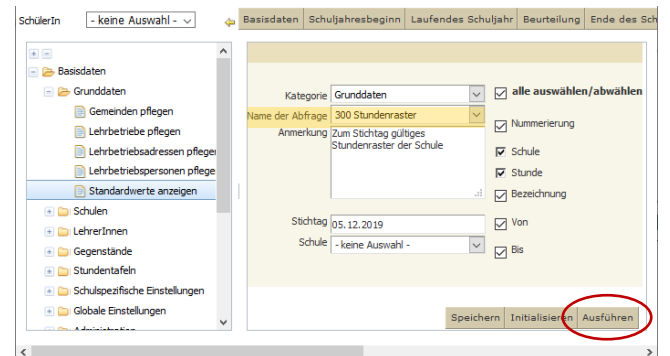 SchülerIn - keine Auswahl -
Basisdaten Schuljahresbeginn Laufendes Schuljahr Beurteilung Ende des Sch
Basisdaten
Grunddaten
Gemeinden pflegen
Lehrbetriebe pflegen
Lehrbetriebsadressen pflegen
Lehrbetriebspersonen pflege
Standardwerte anzeigen
Schulen
LehrerInnen
Gegenstände
Stundentafeln
Schulspezifische Einstellungen
Globale Einstellungen
Kategorie Grunddaten
Name der Abfrage 300 Stundenraster
Anmerkung Zum Stichtag gültiges
Stundenraster der Schule
Stichtag 05.12.2019
Schule - keine Auswahl -
alle auswählen/abwählen
Nummerierung
Schule
Stunde
Bezeichnung
Von
Bis
Speichern Initialisieren Ausführen